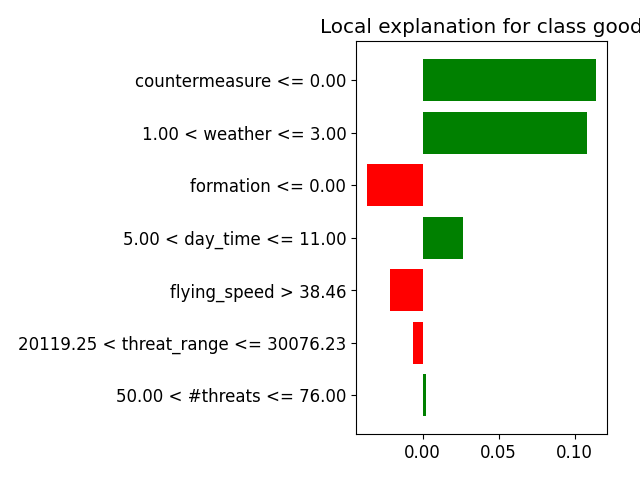 Local explanation for class good
countermeasure <= 0.00
1.00 < weather <= 3.00
formation <= 0.00
5.00 < day_time <= 11.00
flying_speed > 38.46
20119.25 < threat_range <= 30076.23
50.00 < #threats <= 76.00
0.00 0.05 0.10